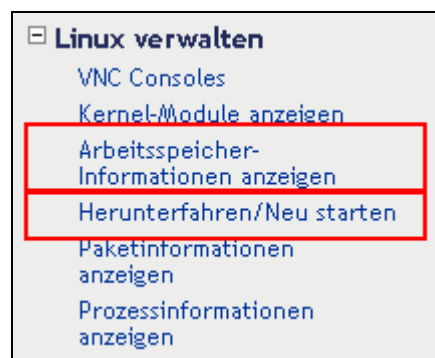 Linux verwalten
VNC Consoles
Kernel-Module anzeigen
Arbeitsspeicher-
Informationen anzeigen
Herunterfahren/Neu starten
Paketinformationen
anzeigen
Prozessinformationen
anzeigen